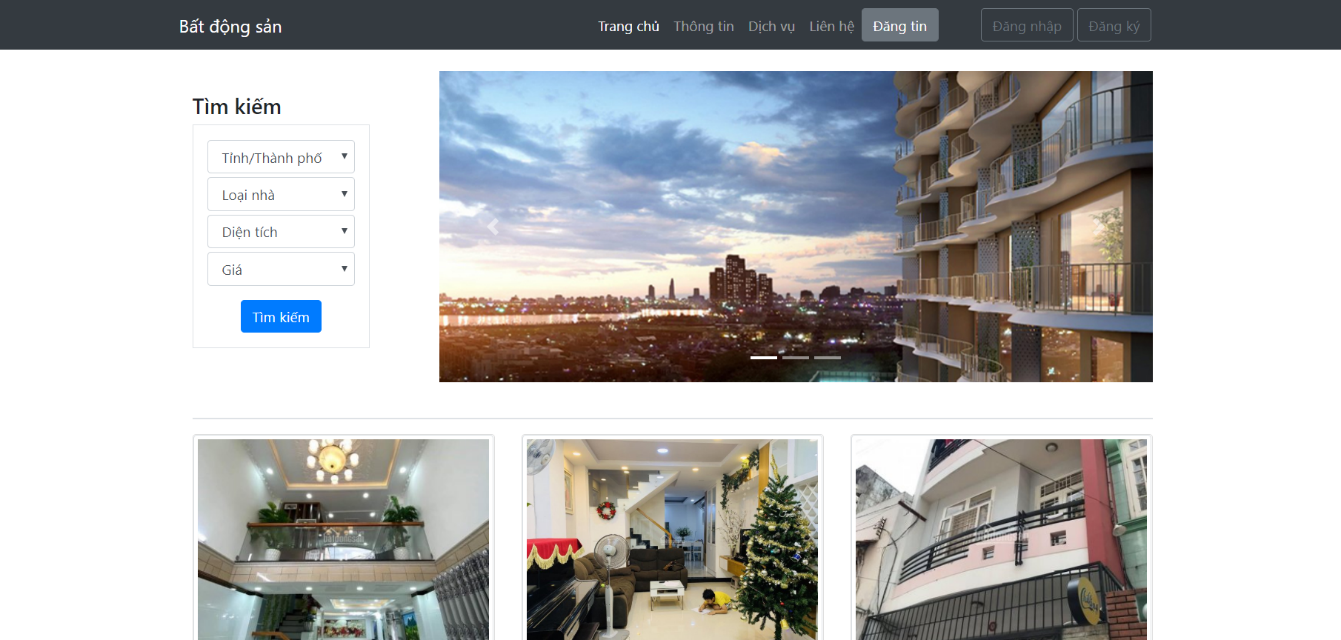 Bất động sản
Trang chủ Thông tin Dịch vụ Liên hệ Đăng tin Đăng nhập Đăng ký
Tìm kiếm
Tỉnh/Thành phố
Loại nhà
Diện tích
Giá
Tìm kiếm